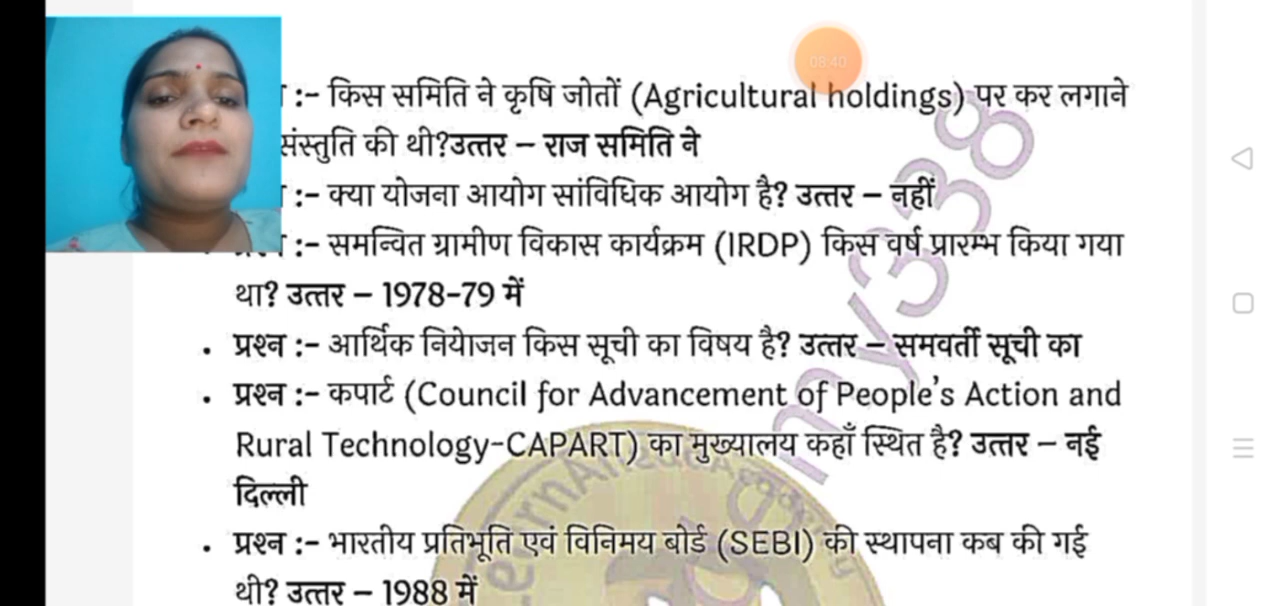 08:40
:- किस समिति ने कृषि जोतों (Agricultural holdings) पर कर लगाने
संस्तुति की थी?उत्तर – राज समिति ने
:- क्या योजना आयोग सांविधिक आयोग है? उत्तर – नहीं
:- समन्वित ग्रामीण विकास कार्यक्रम (IRDP) किस वर्ष प्रारम्भ किया गया
था? उत्तर – 1978-79 में
• प्रश्न :- आर्थिक नियेाजन किस सूची का विषय है? उत्तर – समवर्ती सूची का
• प्रश्न :- कपार्ट (Council for Advancement of People’s Action and
Rural Technology-CAPART) का मुख्यालय कहाँ स्थित है? उत्तर – नई
दिल्ली
• प्रश्न :- भारतीय प्रतिभूति एवं विनिमय बोर्ड (SEBI) की स्थापना कब की गई
थी? उत्तर – 1988 में